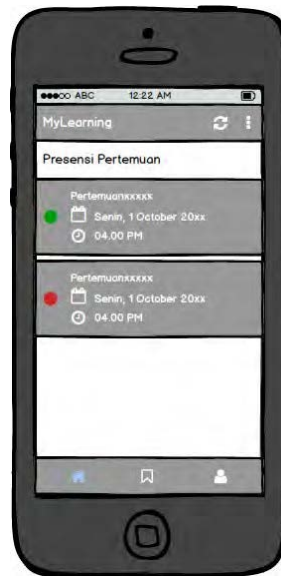 ABC 12:22 AM
MyLearning
Presensi Pertemuan
Pertemuanxxxxx
Senin, 1 October 20xx
04.00 PM
Pertemuanxxxxx
Senin, 1 October 20xx
04.00 PM